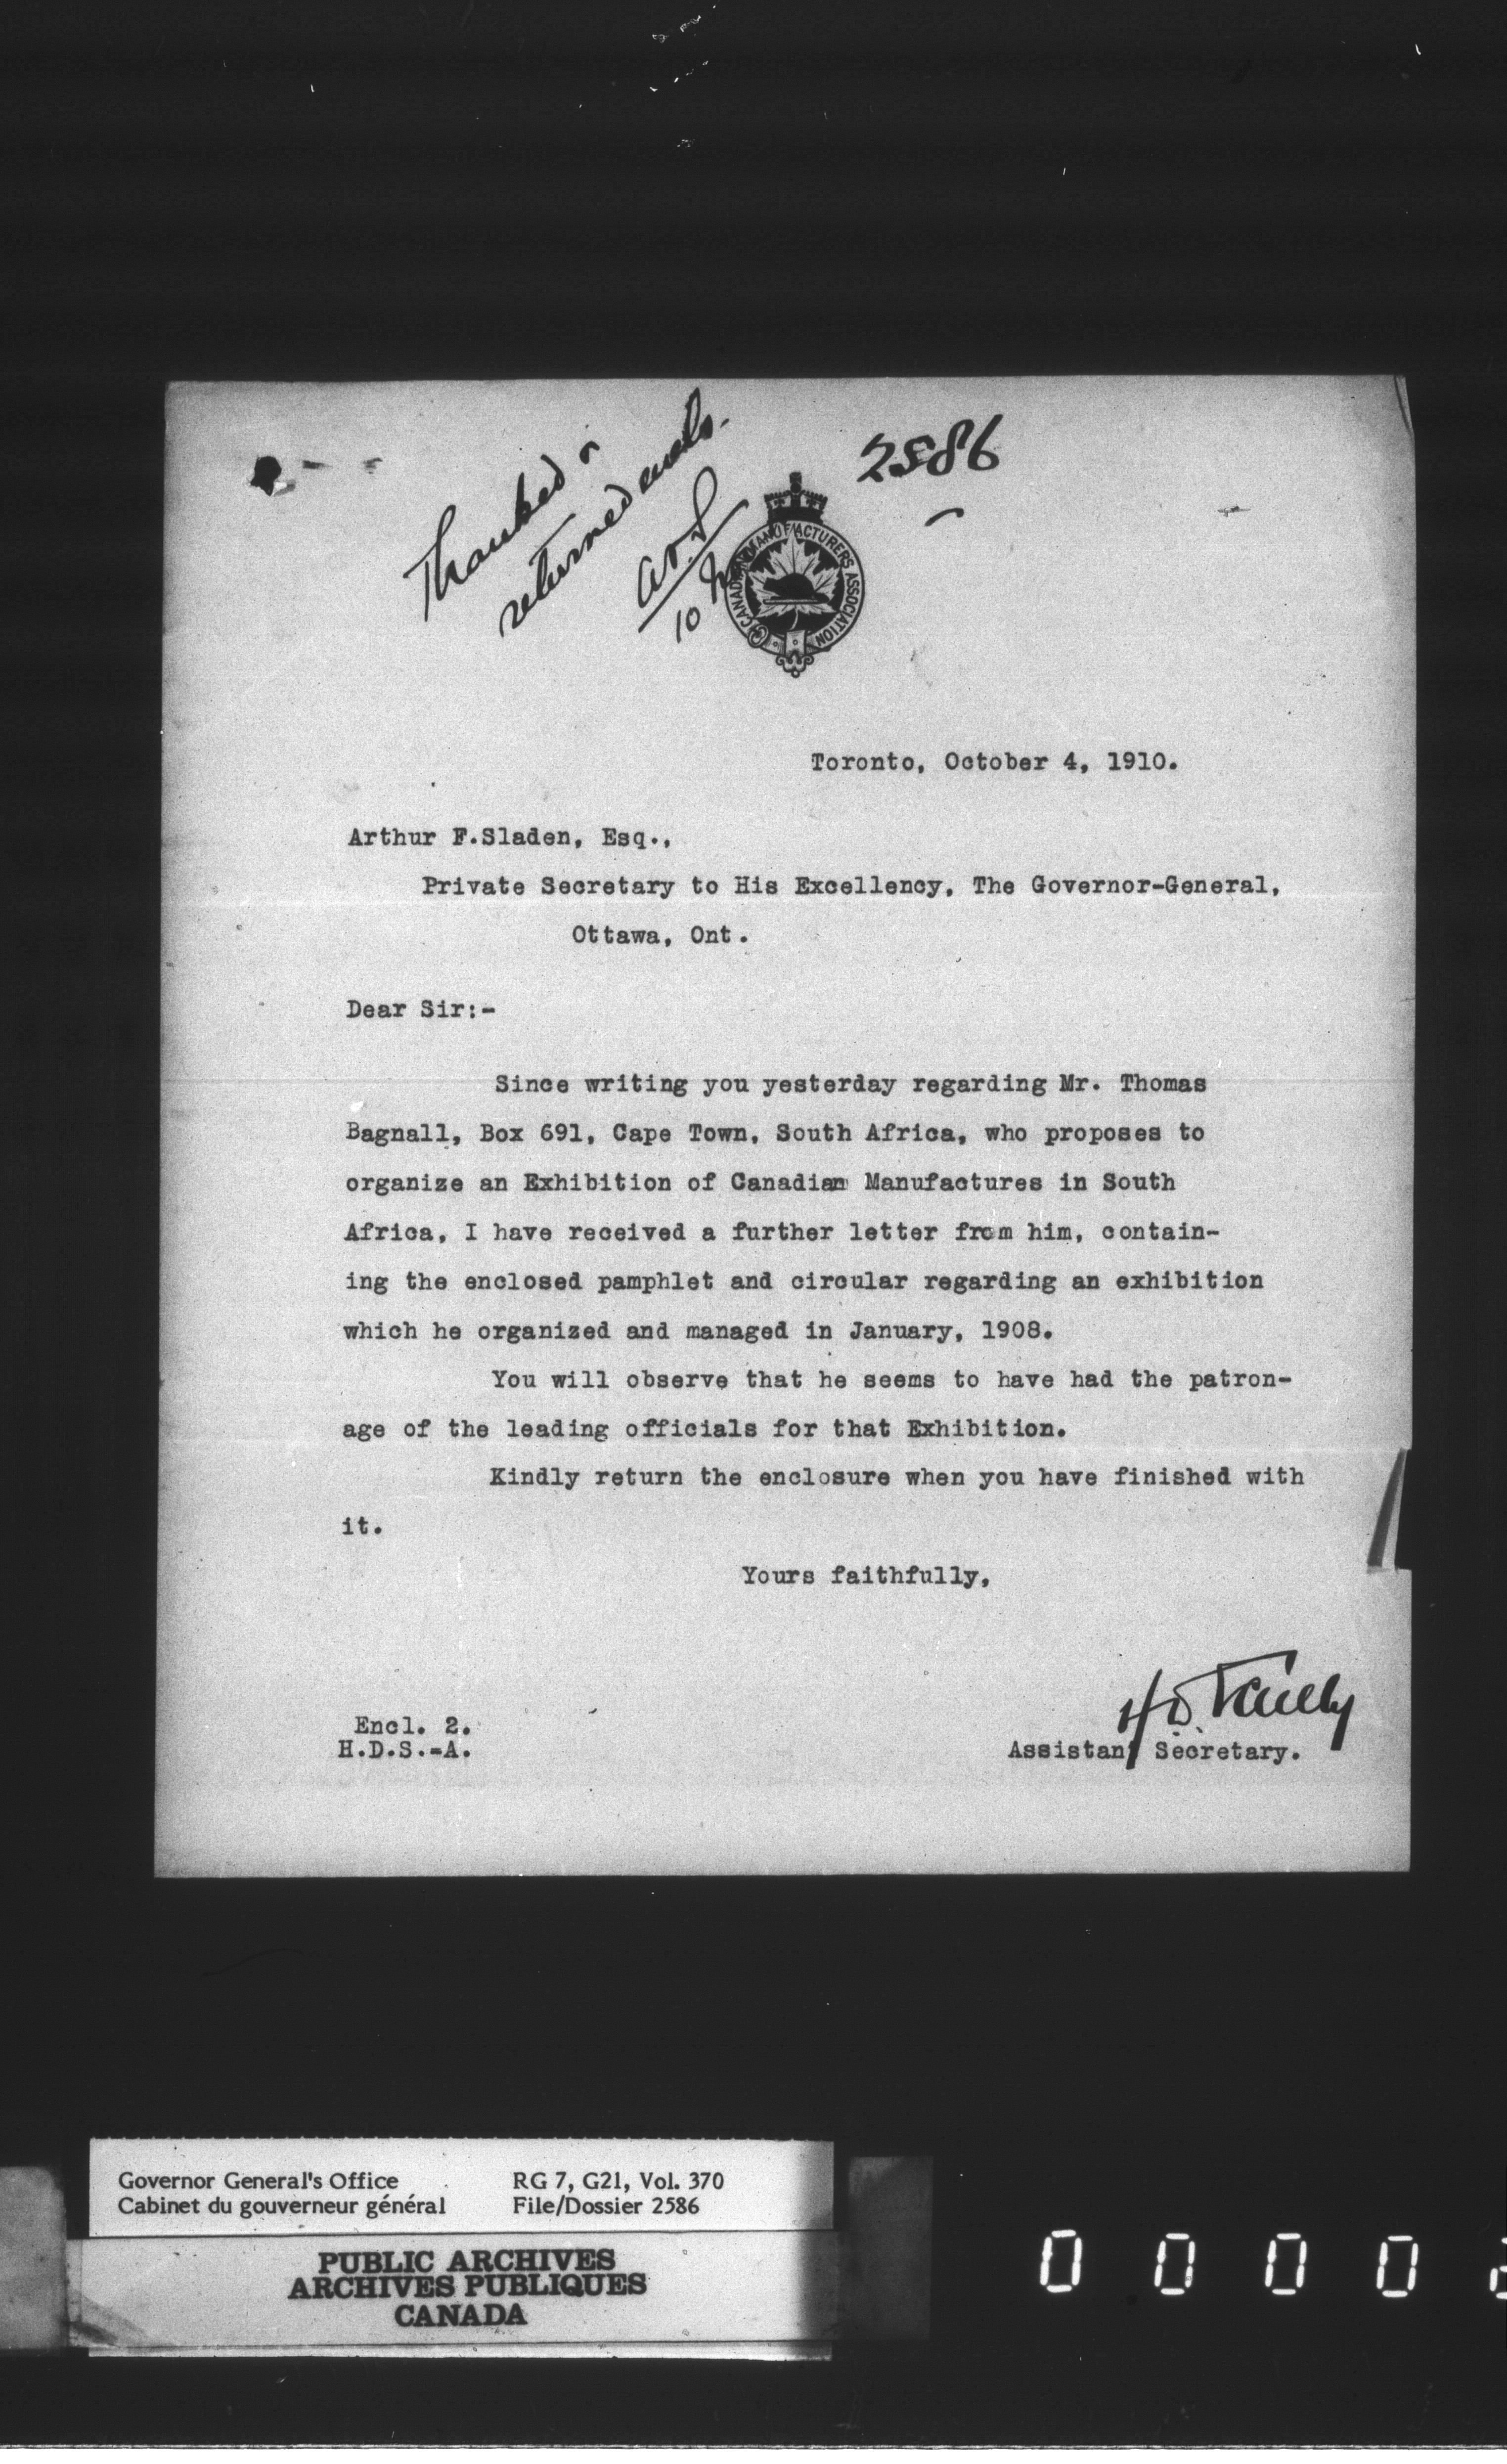 Thanked &
returned encls.
2586
10
CANADIAN MANUFACTURERS ASSOCIATION
Toronto, October 4, 1910.
Arthur F.Sladen, Esq.,
Private Secretary to His Excellency, The Governor-General,
Ottawa, Ont.
Dear Sir:-
Since writing you yesterday regarding Mr. Thomas
Bagnall, Box 691, Cape Town, South Africa, who proposes to
organize an Exhibition of Canadian Manufactures in South
Africa, I have received a further letter from him, contain-
ing the enclosed pamphlet and circular regarding an exhibition
which he organized and managed in January, 1908.
You will observe that he seems to have had the patron-
age of the leading officials for that Exhibition.
Kindly return the enclosure when you have finished with
it.
Yours faithfully,
Encl. 2.
H.D.S.-A.
Assistant Secretary.
Governor General's Office RG 7, G21, Vol. 370
Cabinet du gouverneur général File/Dossier 2586
PUBLIC ARCHIVES
ARCHIVES PUBLIQUES
CANADA
0 0 0 0